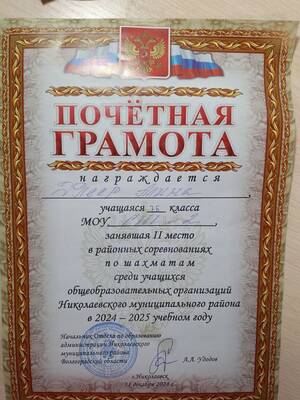 ПОЧЁТНАЯ
ГРАМОТА
награждается
учащаяся 7Б класса
МОУ
занявшая II место
в районных соревнованиях
по шахматам
среди учащихся
общеобразовательных организаций
Николаевского муниципального района
в 2024 – 2025 учебном году
Начальник Отдела по образованию
администрации Николаевского
муниципального района
Волгоградской области
А.А. Удодов
г.Николаевск
декабря 2024 г.